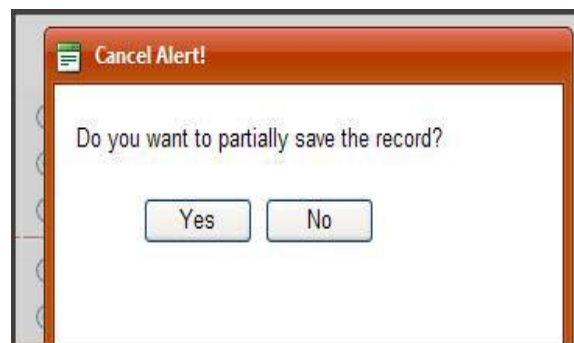 Cancel Alert!
Do you want to partially save the record?
Yes No